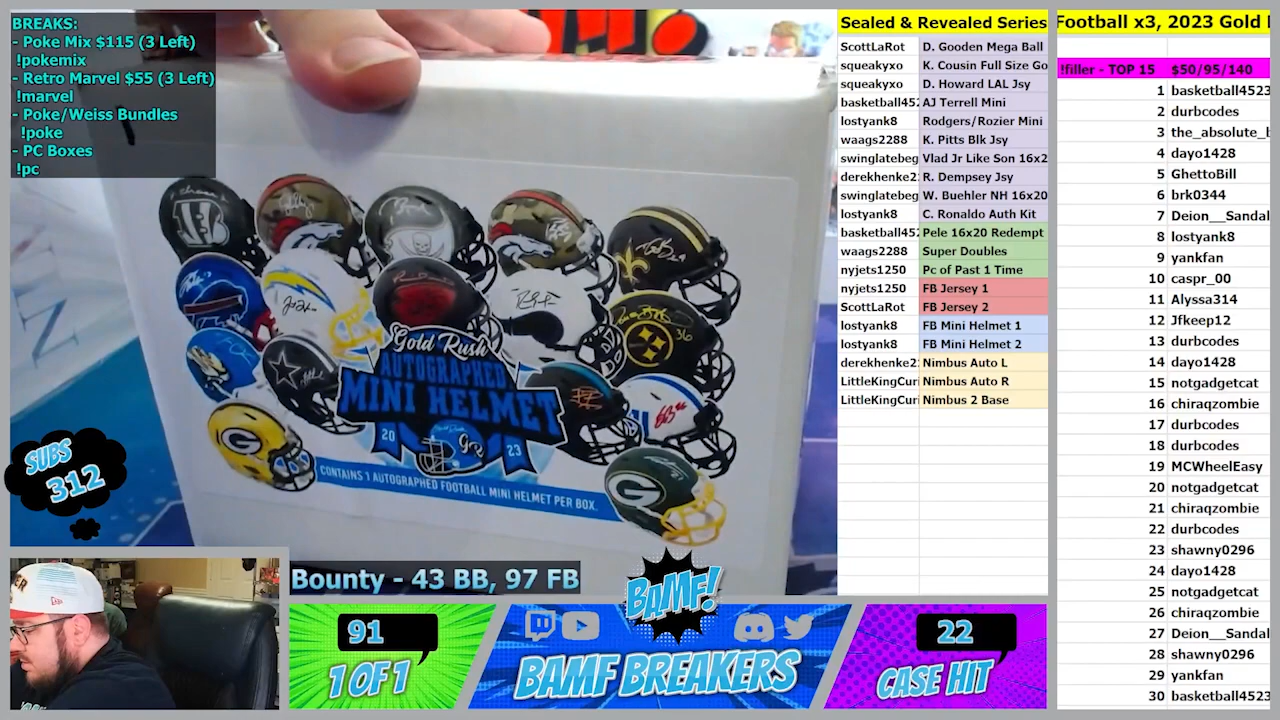 BREAKS:
- Poke Mix $115 (3 Left)
!pokemix
- Retro Marvel $55 (3 Left)
!marvel
- Poke/Weiss Bundles
!poke
- PC Boxes
!pc
Gold Rush
AUTOGRAPHED
MINI HELMET
20 23
CONTAINS 1 AUTOGRAPHED FOOTBALL MINI HELMET PER BOX.
SUBS
312
Bounty - 43 BB, 97 FB
BAMF!
91
1 OF 1
BAMF BREAKERS
22
CASE HIT
Sealed & Revealed Series
ScottLaRot D. Gooden Mega Ball
squeakyxo K. Cousin Full Size Go
squeakyxo D. Howard LAL Jsy
basketball452 AJ Terrell Mini
lostyank8 Rodgers/Rozier Mini
waags2288 K. Pitts Blk Jsy
swinglatebeg Vlad Jr Like Son 16x2
derekhenke2 R. Dempsey Jsy
swinglatebeg W. Buehler NH 16x20
lostyank8 C. Ronaldo Auth Kit
basketball452 Pele 16x20 Redempt
waags2288 Super Doubles
nyjets1250 Pc of Past 1 Time
nyjets1250 FB Jersey 1
ScottLaRot FB Jersey 2
lostyank8 FB Mini Helmet 1
lostyank8 FB Mini Helmet 2
derekhenke2 Nimbus Auto L
LittleKingCuri Nimbus Auto R
LittleKingCuri Nimbus 2 Base
Football x3, 2023 Gold
!filler - TOP 15 $50/95/140
1 basketball4523
2 durbcodes
3 the_absolute_b
4 dayo1428
5 GhettoBill
6 brk0344
7 Deion__Sandal
8 lostyank8
9 yankfan
10 caspr_00
11 Alyssa314
12 Jfkeep12
13 durbcodes
14 dayo1428
15 notgadgetcat
16 chiraqzombie
17 durbcodes
18 durbcodes
19 MCWheelEasy
20 notgadgetcat
21 chiraqzombie
22 durbcodes
23 shawny0296
24 dayo1428
25 notgadgetcat
26 chiraqzombie
27 Deion__Sandal
28 shawny0296
29 yankfan
30 basketball4523